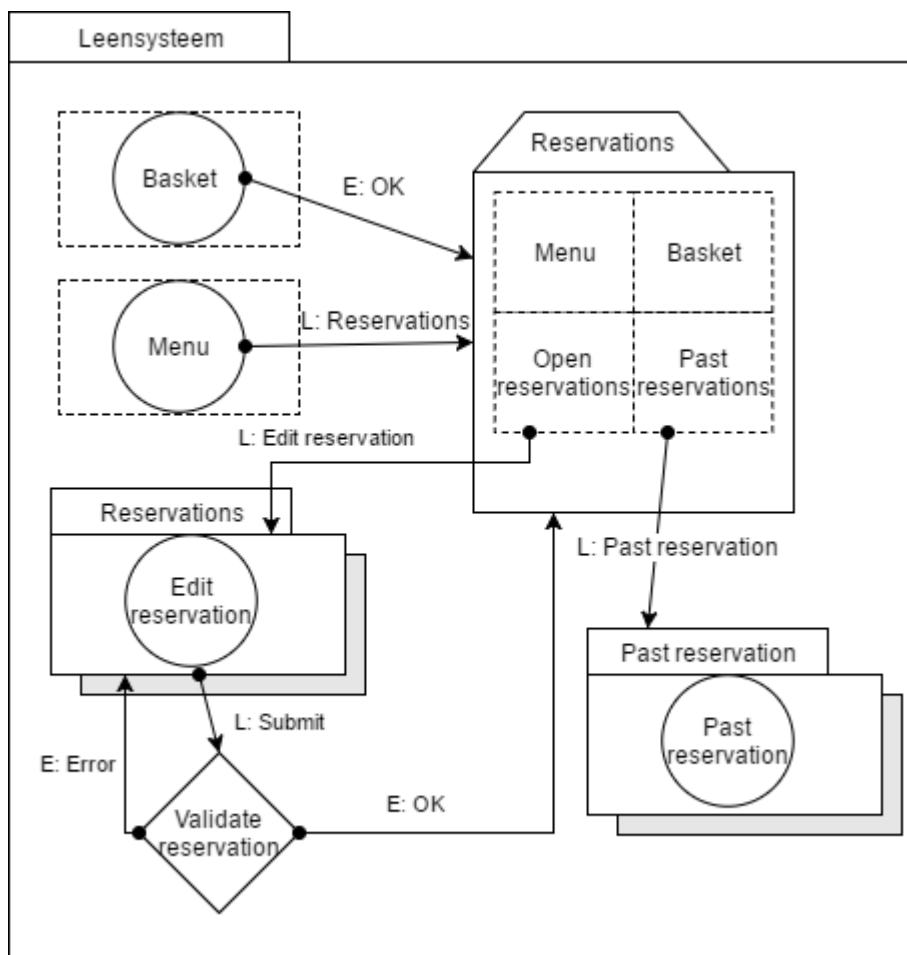 Leensysteem
Basket
E: OK
Reservations
Menu
Basket
Menu
L: Reservations
Open
reservations
Past
reservations
L: Edit reservation
Reservations
Edit
reservation
L: Past reservation
Past reservation
Past
reservation
L: Submit
E: Error
Validate
reservation
E: OK